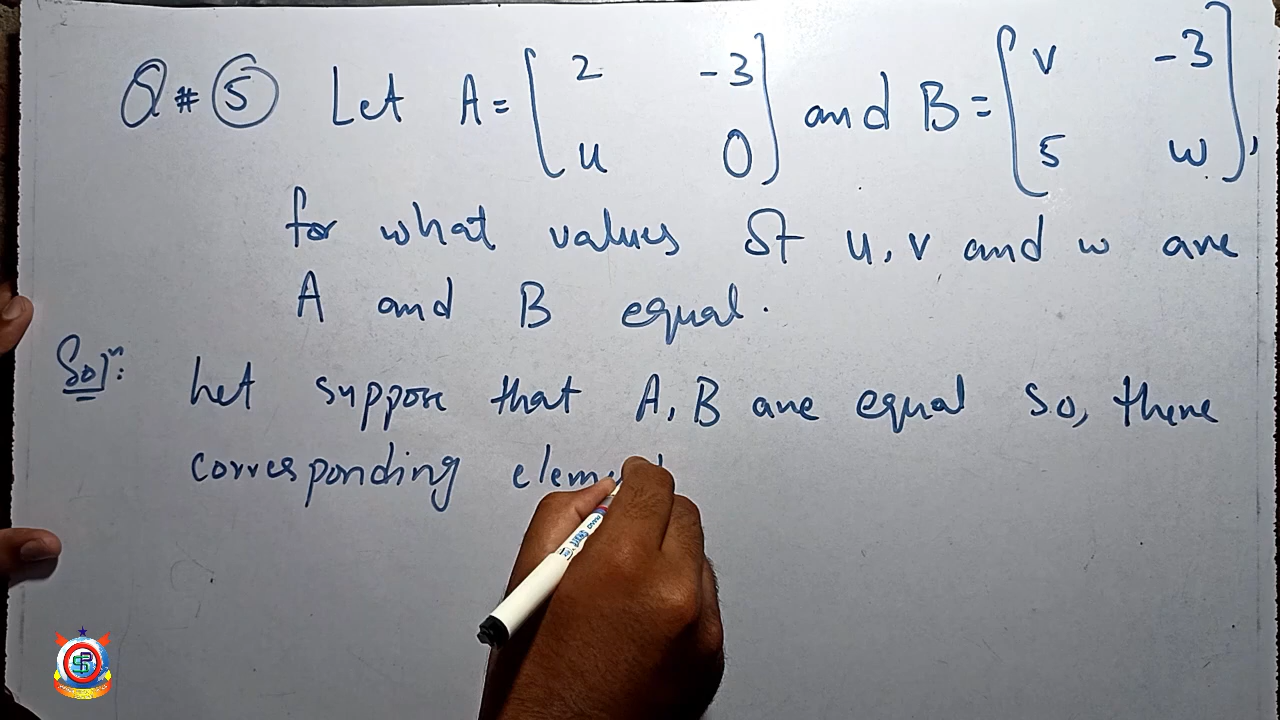 Q # 5 Let A = [ 2 -3
u 0 ] and B = [ v -3
5 w ],
for what values of u, v and w are
A and B equal.
Solⁿ: Let suppose that A, B are equal so, there
corresponding